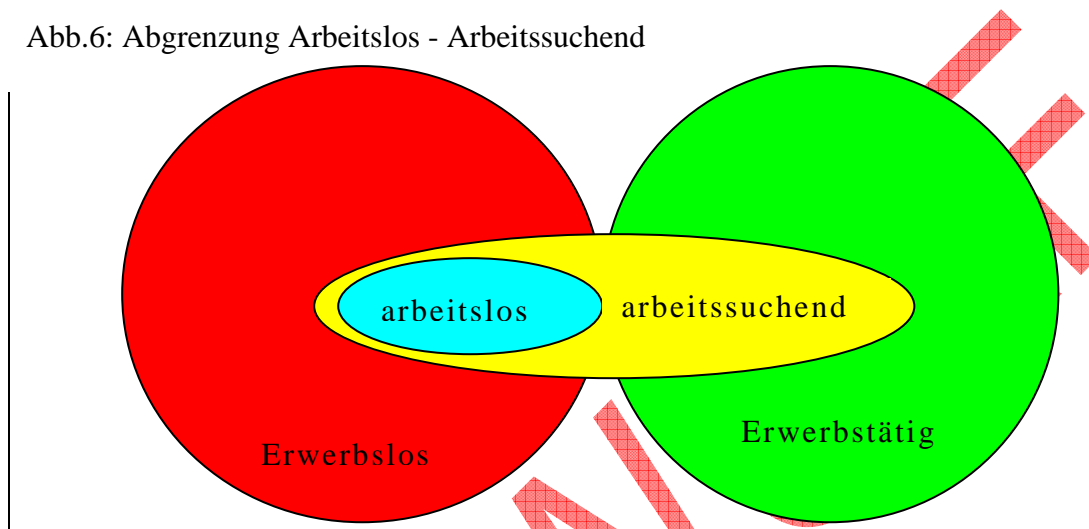 Abb.6: Abgrenzung Arbeitslos - Arbeitssuchend
arbeitslos
arbeitssuchend
Erwerbstätig
Erwerbslos